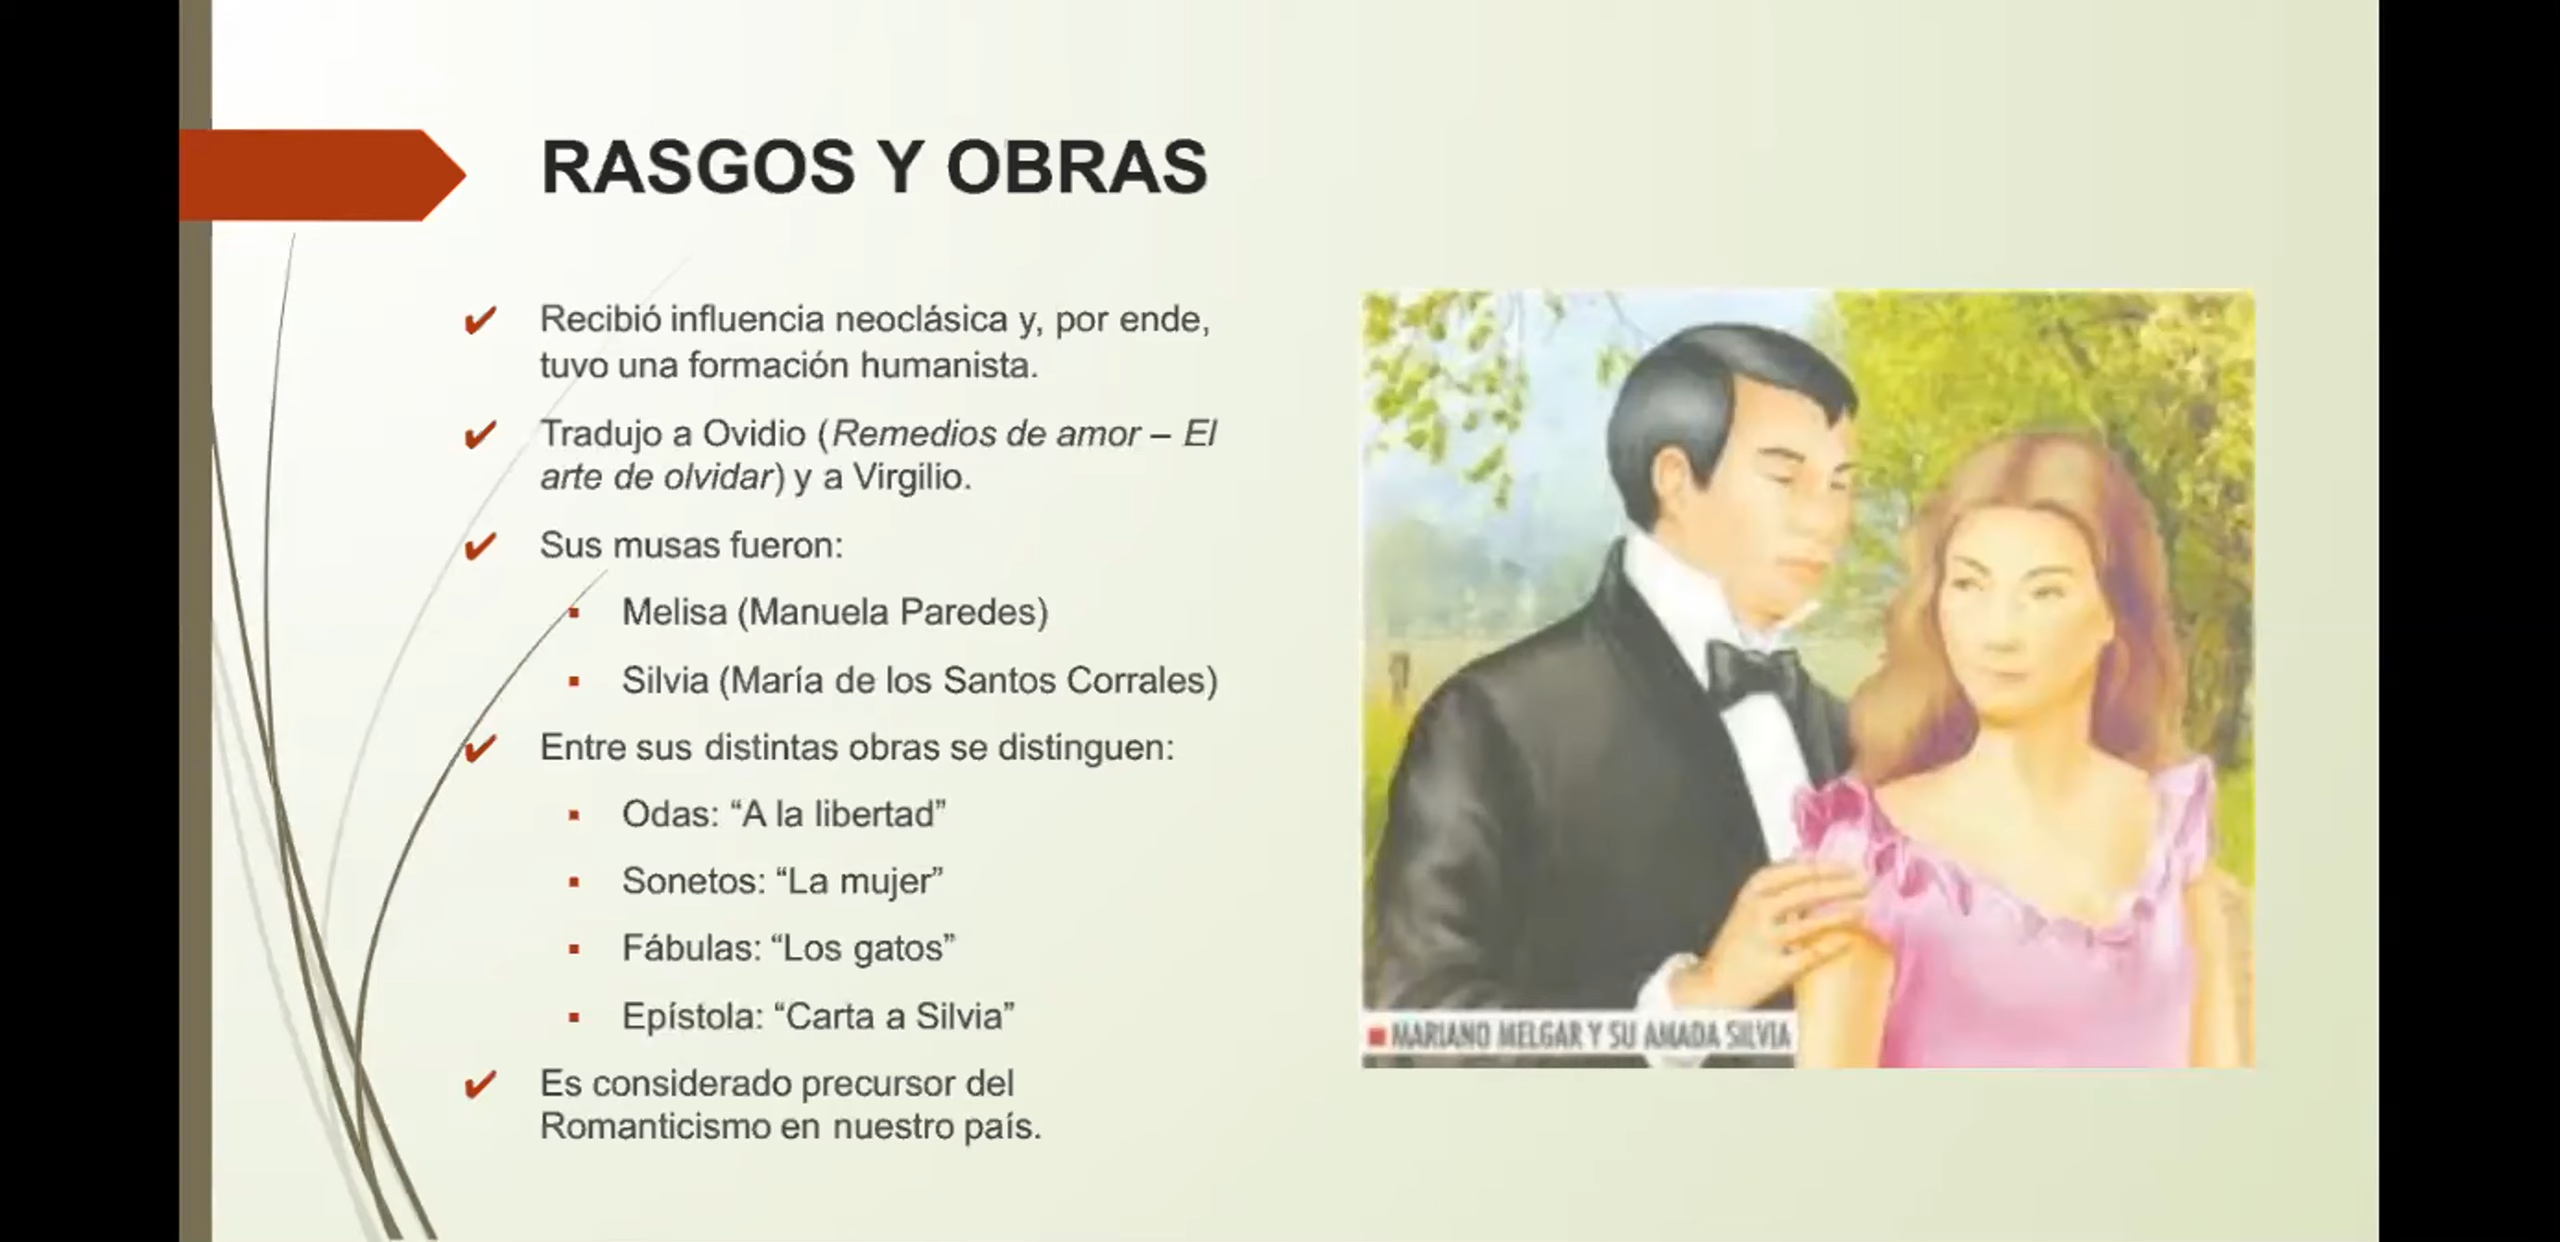 RASGOS Y OBRAS
Recibió influencia neoclásica y, por ende,
tuvo una formación humanista.
Tradujo a Ovidio (Remedios de amor – El
arte de olvidar) y a Virgilio.
Sus musas fueron:
Melisa (Manuela Paredes)
Silvia (María de los Santos Corrales)
Entre sus distintas obras se distinguen:
Odas: “A la libertad”
Sonetos: “La mujer”
Fábulas: “Los gatos”
Epístola: “Carta a Silvia”
Es considerado precursor del
Romanticismo en nuestro país.
MARIANO MELGAR Y SU AMADA SILVIA